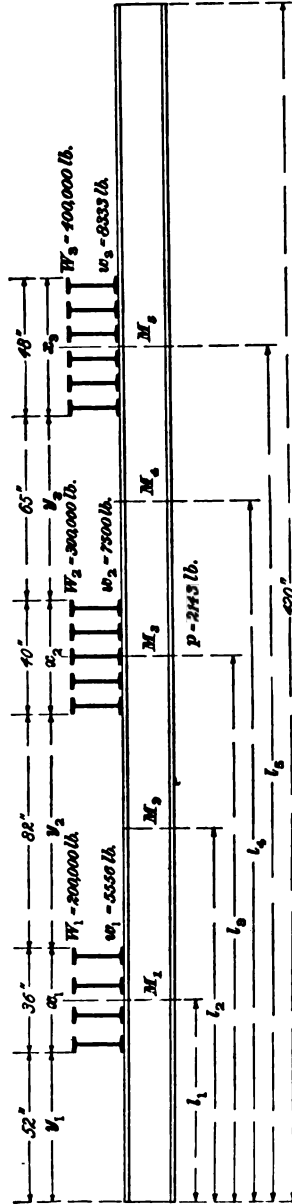 52" 36" 82" 40" 65" 48"
y₁ x₁ y₂ x₂ y₃ x₃
W₁ = 200,000 lb. W₂ = 300,000 lb. W₃ = 400,000 lb.
w₁ = 5556 lb. w₂ = 7500 lb. w₃ = 8333 lb.
M₁ M₂ M₃ M₄ M₅
p = 2143 lb.
l₁
l₂
l₃
l₄
l₅
420"